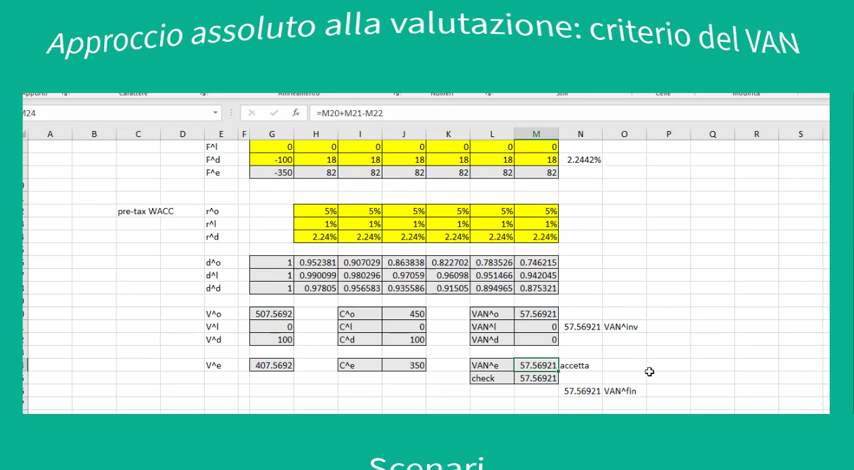 Approccio assoluto alla valutazione: criterio del VAN
M24 =M20+M21-M22
A B C D E F G H I J K L M N O P Q R S
F^l 0 0 0 0 0 0 0
F^d -100 18 18 18 18 18 18 2.2442%
F^e -350 82 82 82 82 82 82
pre-tax WACC r^o 5% 5% 5% 5% 5% 5%
r^l 1% 1% 1% 1% 1% 1%
r^d 2.24% 2.24% 2.24% 2.24% 2.24% 2.24%
d^o 1 0.952381 0.907029 0.863838 0.822702 0.783526 0.746215
d^l 1 0.990099 0.980296 0.97059 0.96098 0.951466 0.942045
d^d 1 0.97805 0.956583 0.935586 0.91505 0.894965 0.875321
V^o 507.5692 C^o 450 VAN^o 57.56921
V^l 0 C^l 0 VAN^l 0 57.56921 VAN^inv
V^d 100 C^d 100 VAN^d 0
V^e 407.5692 C^e 350 VAN^e 57.56921 accetta
check 57.56921
57.56921 VAN^fin
Scenari